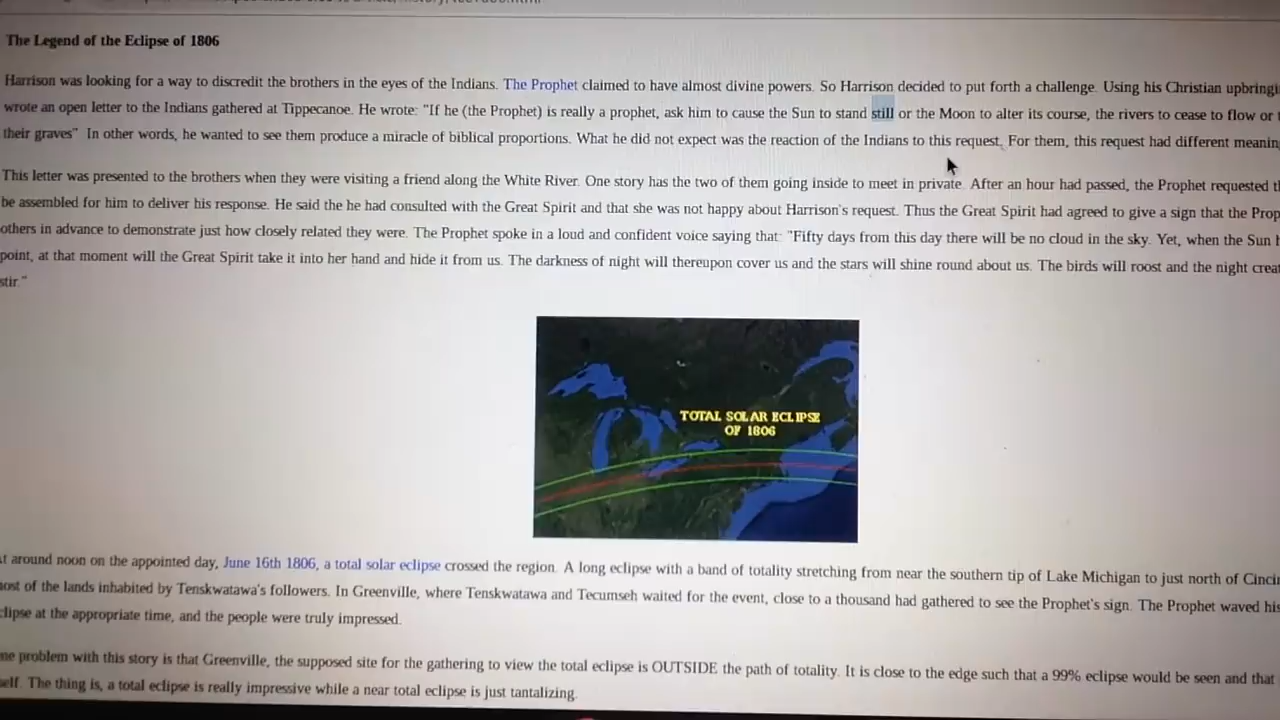 The Legend of the Eclipse of 1806
Harrison was looking for a way to discredit the brothers in the eyes of the Indians. The Prophet claimed to have almost divine powers. So Harrison decided to put forth a challenge. Using his Christian upbringi
wrote an open letter to the Indians gathered at Tippecanoe. He wrote: "If he (the Prophet) is really a prophet, ask him to cause the Sun to stand still or the Moon to alter its course, the rivers to cease to flow or
their graves" In other words, he wanted to see them produce a miracle of biblical proportions. What he did not expect was the reaction of the Indians to this request. For them, this request had different meanin
This letter was presented to the brothers when they were visiting a friend along the White River. One story has the two of them going inside to meet in private. After an hour had passed, the Prophet requested
be assembled for him to deliver his response. He said the he had consulted with the Great Spirit and that she was not happy about Harrison's request. Thus the Great Spirit had agreed to give a sign that the Prop
others in advance to demonstrate just how closely related they were. The Prophet spoke in a loud and confident voice saying that: "Fifty days from this day there will be no cloud in the sky. Yet, when the Sun
point, at that moment will the Great Spirit take it into her hand and hide it from us. The darkness of night will thereupon cover us and the stars will shine round about us. The birds will roost and the night creat
stir."
TOTAL SOLAR ECLIPSE
OF 1806
t around noon on the appointed day, June 16th 1806, a total solar eclipse crossed the region. A long eclipse with a band of totality stretching from near the southern tip of Lake Michigan to just north of Cinci
ost of the lands inhabited by Tenskwatawa's followers. In Greenville, where Tenskwatawa and Tecumseh waited for the event, close to a thousand had gathered to see the Prophet's sign. The Prophet waved his
clipse at the appropriate time, and the people were truly impressed.
ne problem with this story is that Greenville, the supposed site for the gathering to view the total eclipse is OUTSIDE the path of totality. It is close to the edge such that a 99% eclipse would be seen and that
self. The thing is, a total eclipse is really impressive while a near total eclipse is just tantalizing.